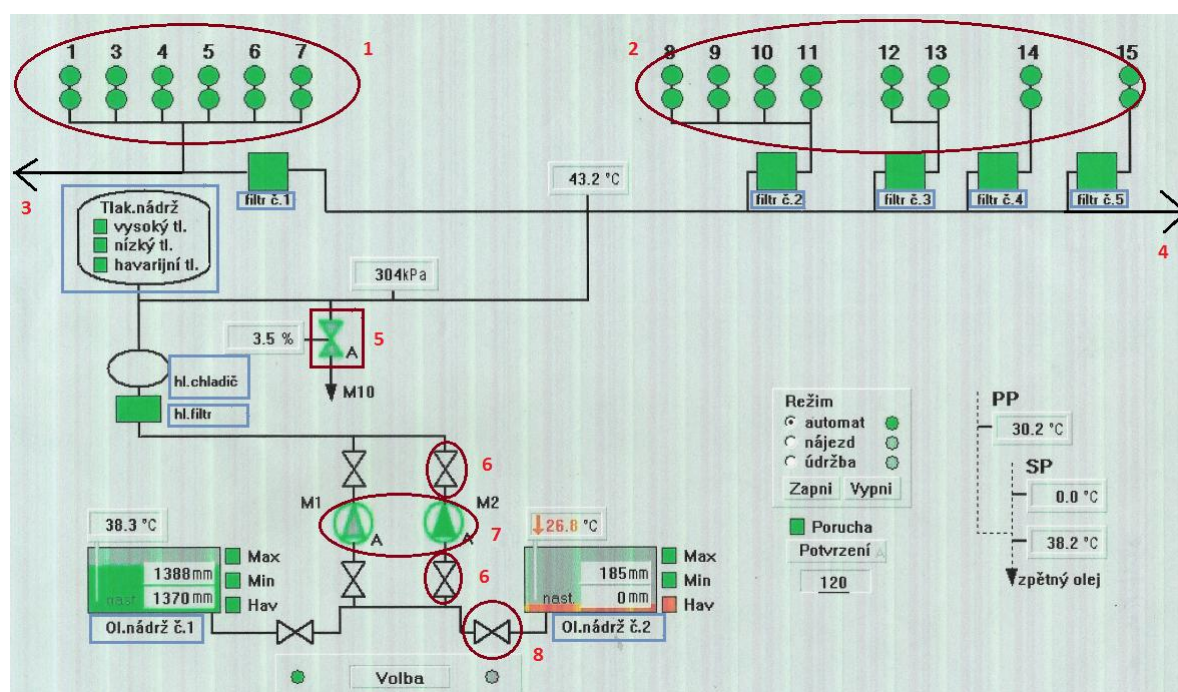 1 3 4 5 6 7
1
2
8 9 10 11 12 13 14 15
3
filtr č.1
43.2 °C
filtr č.2
filtr č.3
filtr č.4
filtr č.5
4
Tlak.nádrž
vysoký tl.
nízký tl.
havarijní tl.
304kPa
3.5 %
A
5
M10
hl.chladič
hl.filtr
Režim
automat
nájezd
údržba
Zapni Vypni
PP
30.2 °C
SP
0.0 °C
38.2 °C
zpětný olej
6
M1
M2
A
A
7
6
Porucha
Potvrzení A
120
38.3 °C
1388mm
nast. 1370mm
Max
Min
Hav
Ol.nádrž č.1
26.8 °C
185mm
nast. 0mm
Max
Min
Hav
Ol.nádrž č.2
8
Volba